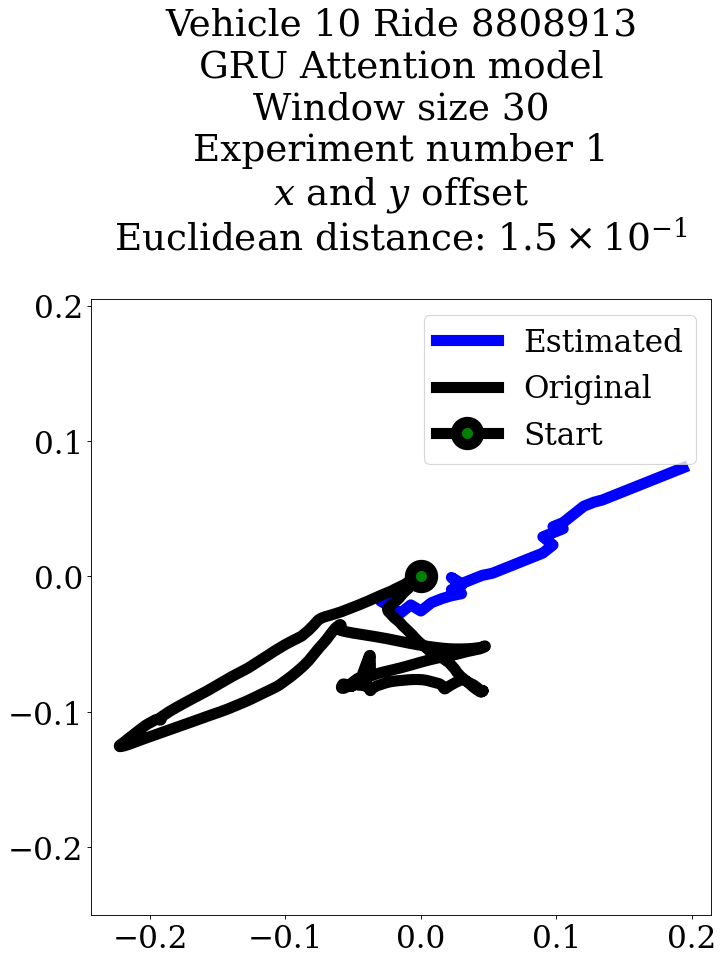 Vehicle 10 Ride 8808913
GRU Attention model
Window size 30
Experiment number 1
x and y offset
Euclidean distance: 1.5 × 10⁻¹
Estimated
Original
Start
0.2
0.1
0.0
−0.1
−0.2
−0.2 −0.1 0.0 0.1 0.2